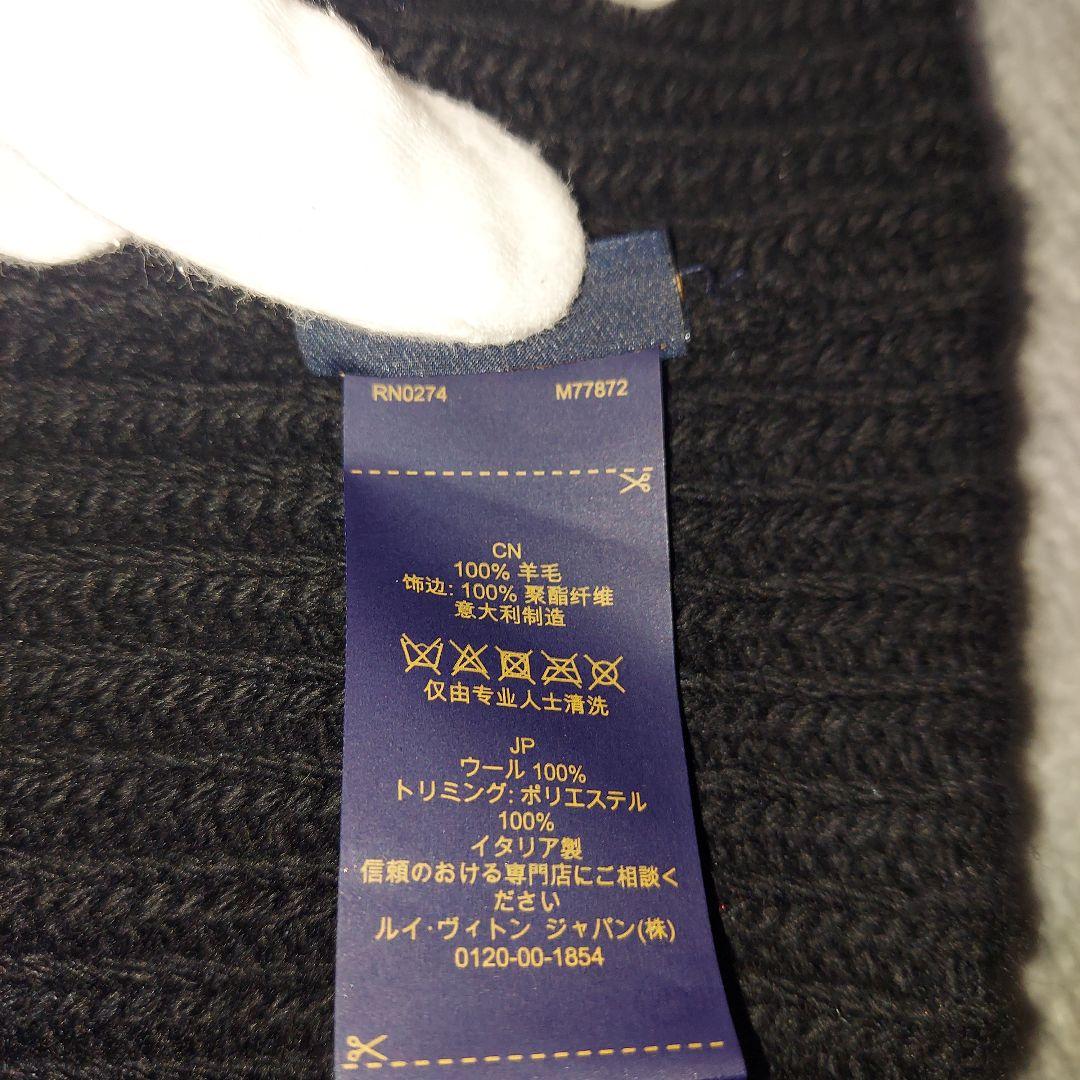 RN0274 M77872
CN
100% 羊毛
饰边: 100% 聚酯纤维
意大利制造
仅由专业人士清洗
JP
ウール 100%
トリミング: ポリエステル
100%
イタリア製
信頼のおける専門店にご相談く
ださい
ルイ・ヴィトン ジャパン(株)
0120-00-1854